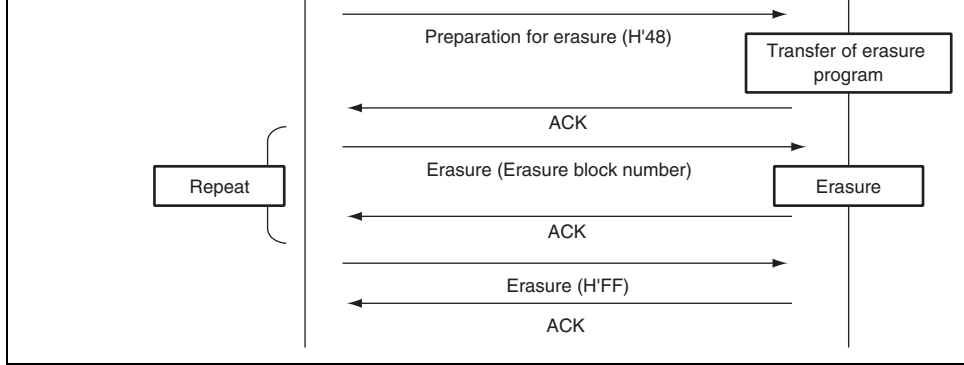 Preparation for erasure (H'48)
Transfer of erasure
program
ACK
Repeat
Erasure (Erasure block number)
Erasure
ACK
Erasure (H'FF)
ACK